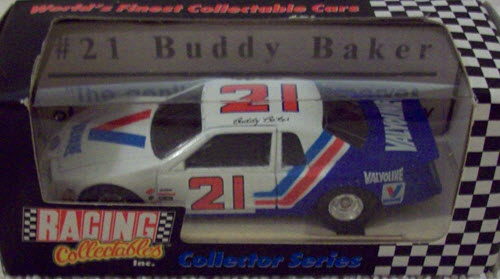 World's Finest Collectable Cars
#21 Buddy Baker
21
Buddy Baker
VALVOLINE
21
VALVOLINE
V
RACING
Collectables
Inc.
Collector Series